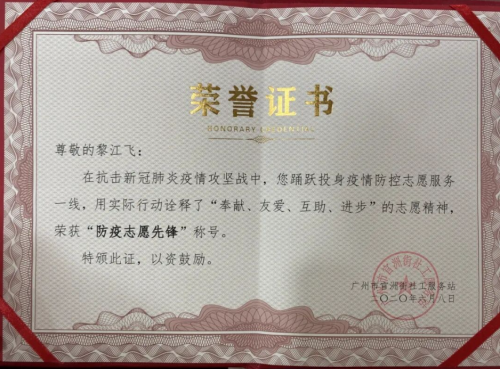 荣誉证书
HONORARY CREDENTIAL
尊敬的黎江飞：
在抗击新冠肺炎疫情攻坚战中，您踊跃投身疫情防控志愿服务
一线，用实际行动诠释了“奉献、友爱、互助、进步”的志愿精神，
荣获“防疫志愿先锋”称号。
特颁此证，以资鼓励。
广州市官洲街社工服务站
二〇二〇年六月八日